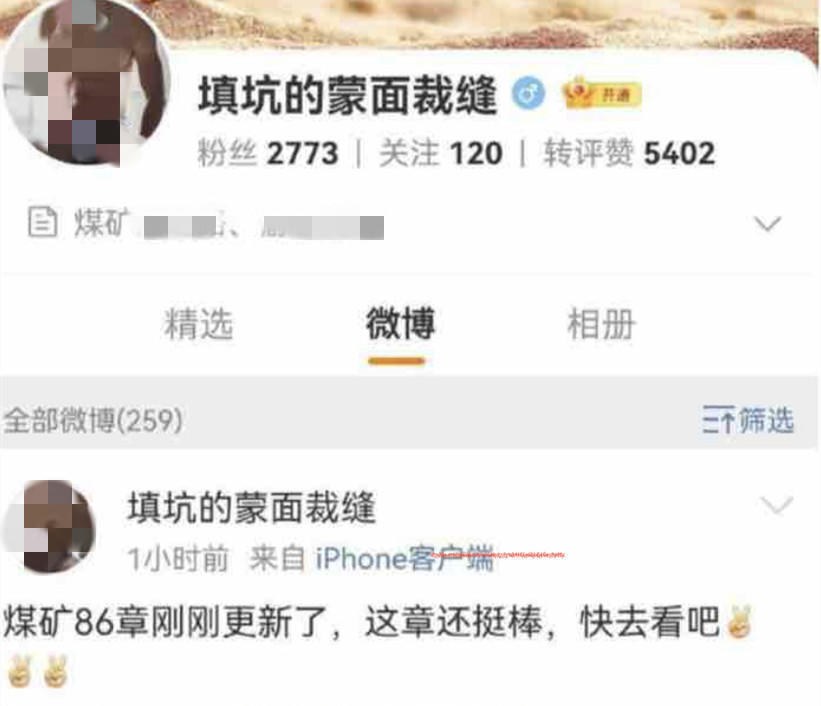 填坑的蒙面裁缝 开通
粉丝 2773 | 关注 120 | 转评赞 5402
煤矿
精选 微博 相册
全部微博(259) 筛选
填坑的蒙面裁缝
1小时前 来自 iPhone客户端
煤矿86章刚刚更新了，这章还挺棒，快去看吧✌
✌✌